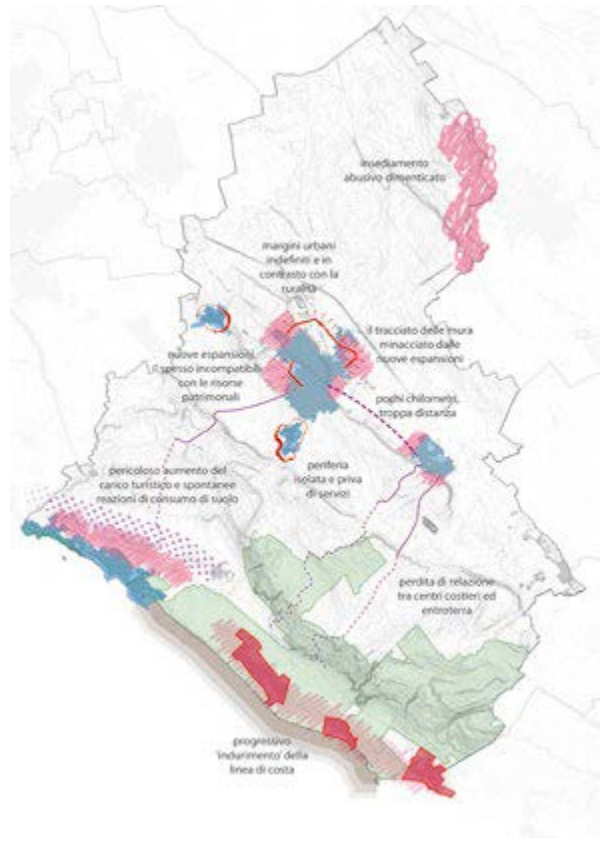 insediamento
abusivo dimenticato
margini urbani
indefiniti e in
contrasto con la
ruralità
il tracciato delle mura
minacciato dalle
nuove espansioni
nuove espansioni,
spesso incompatibili
con le risorse
patrimonali
pochi chilometri,
troppa distanza
periferia
isolata e priva
di servizi
pericoloso aumento del
carico turistico e spontanee
reazioni di consumo di suolo
perdita di relazione
tra centri costieri ed
entroterra
progressivo
'indurimento' della
linea di costa